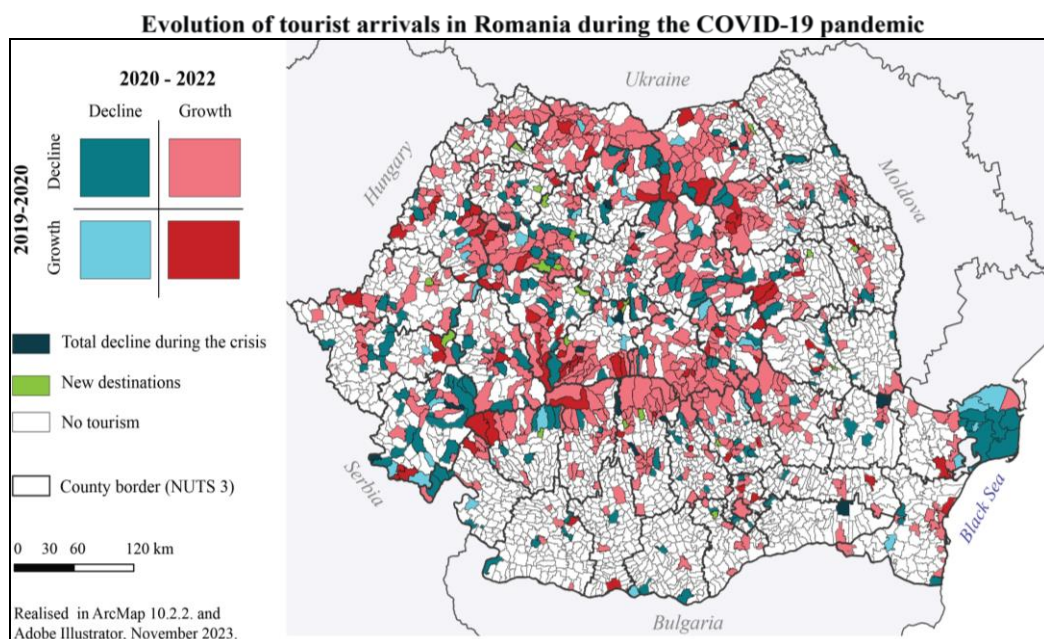 Evolution of tourist arrivals in Romania during the COVID-19 pandemic
2020 - 2022
Decline Growth
2019-2020
Decline
Growth
Total decline during the crisis
New destinations
No tourism
County border (NUTS 3)
0 30 60 120 km
Realised in ArcMap 10.2.2. and
Adobe Illustrator, November 2023.
Ukraine
Hungary
Moldova
Serbia
Black Sea
Bulgaria